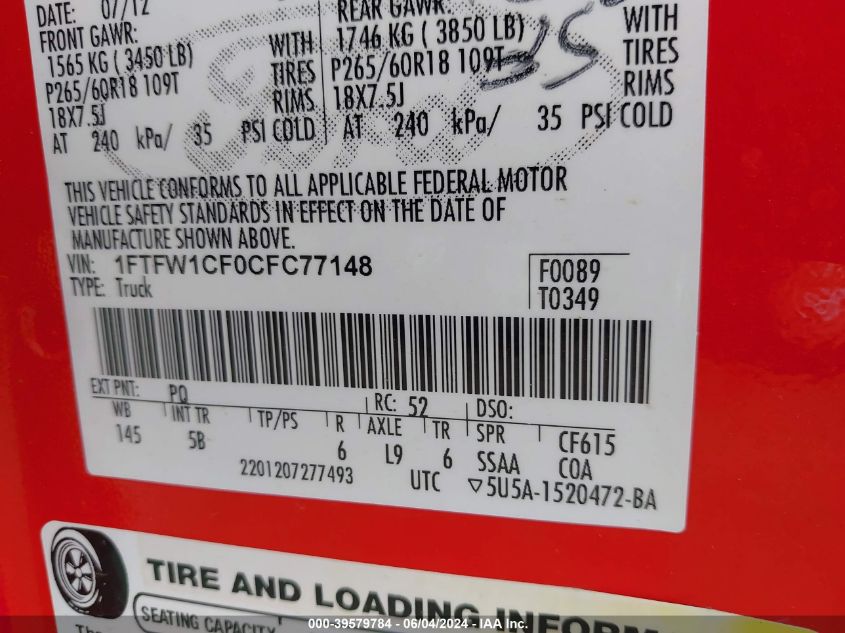 DATE: 07/12
FRONT GAWR:
1565 KG ( 3450 LB)
P265/60R18 109T
18X7.5J
AT 240 kPa/ 35 PSI COLD
WITH
TIRES
RIMS
REAR GAWR:
1746 KG ( 3850 LB)
P265/60R18 109T
18X7.5J
AT 240 kPa/ 35 PSI COLD
WITH
TIRES
RIMS
THIS VEHICLE CONFORMS TO ALL APPLICABLE FEDERAL MOTOR
VEHICLE SAFETY STANDARDS IN EFFECT ON THE DATE OF
MANUFACTURE SHOWN ABOVE.
VIN: 1FTFW1CF0CFC77148
TYPE: Truck
F0089
T0349
EXT PNT: PQ RC: 52 DSO:
WB INT TR TP/PS R AXLE TR SPR CF615
145 5B 6 L9 6 SSAA COA
2201207277493 UTC ▽5U5A-1520472-BA
TIRE AND LOADING INFORM
SEATING CAPACITY
The
000-39579784 - 06/04/2024 - IAA Inc.